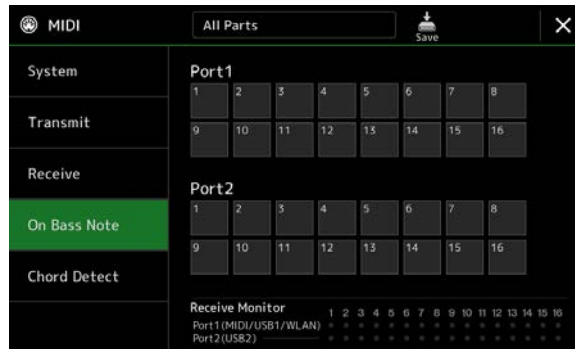 MIDI
All Parts
Save
System
Transmit
Receive
On Bass Note
Chord Detect
Port1
1 2 3 4 5 6 7 8
9 10 11 12 13 14 15 16
Port2
1 2 3 4 5 6 7 8
9 10 11 12 13 14 15 16
Receive Monitor 1 2 3 4 5 6 7 8 9 10 11 12 13 14 15 16
Port1(MIDI/USB1/WLAN)
Port2(USB2)